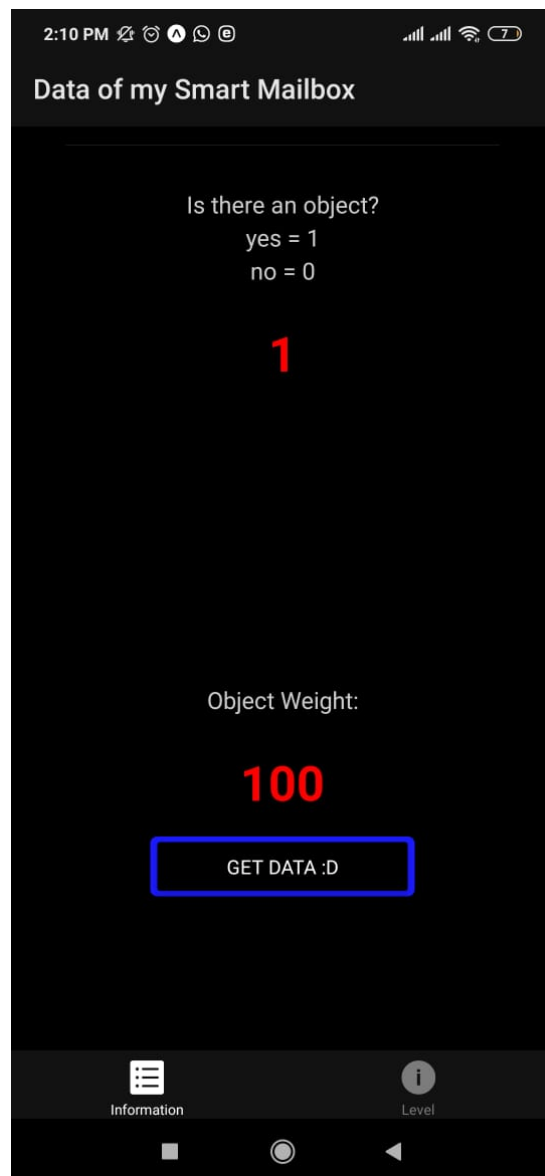 2:10 PM
7
Data of my Smart Mailbox
Is there an object?
yes = 1
no = 0
1
Object Weight:
100
GET DATA :D
Information
Level